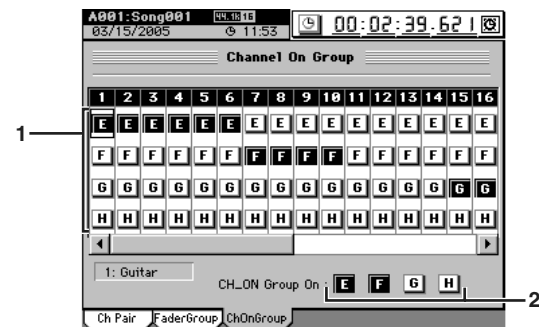 A001:Song001 44.1k 16
03/15/2005 11:53 00:02:39.621
Channel On Group
1 2 3 4 5 6 7 8 9 10 11 12 13 14 15 16
1
E E E E E E E E E E E E E E E E
F F F F F F F F F F F F F F F F
G G G G G G G G G G G G G G G G
H H H H H H H H H H H H H H H H
1: Guitar
CH_ON Group On : E F G H
2
Ch Pair FaderGroup ChOnGroup